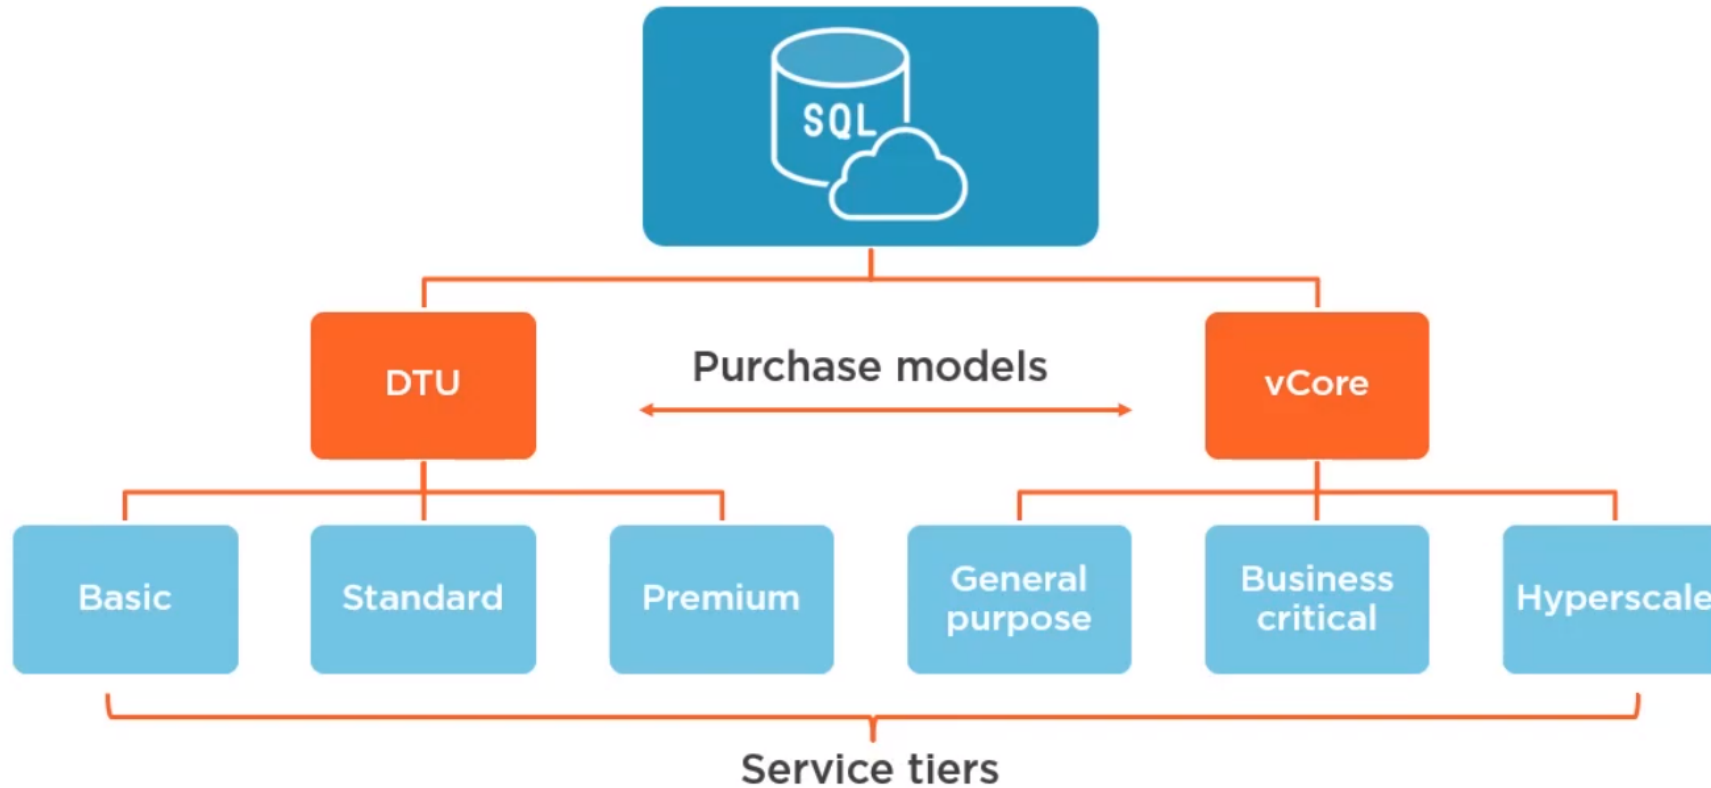 SQL
DTU
Purchase models
vCore
Basic
Standard
Premium
General
purpose
Business
critical
Hyperscale
Service tiers